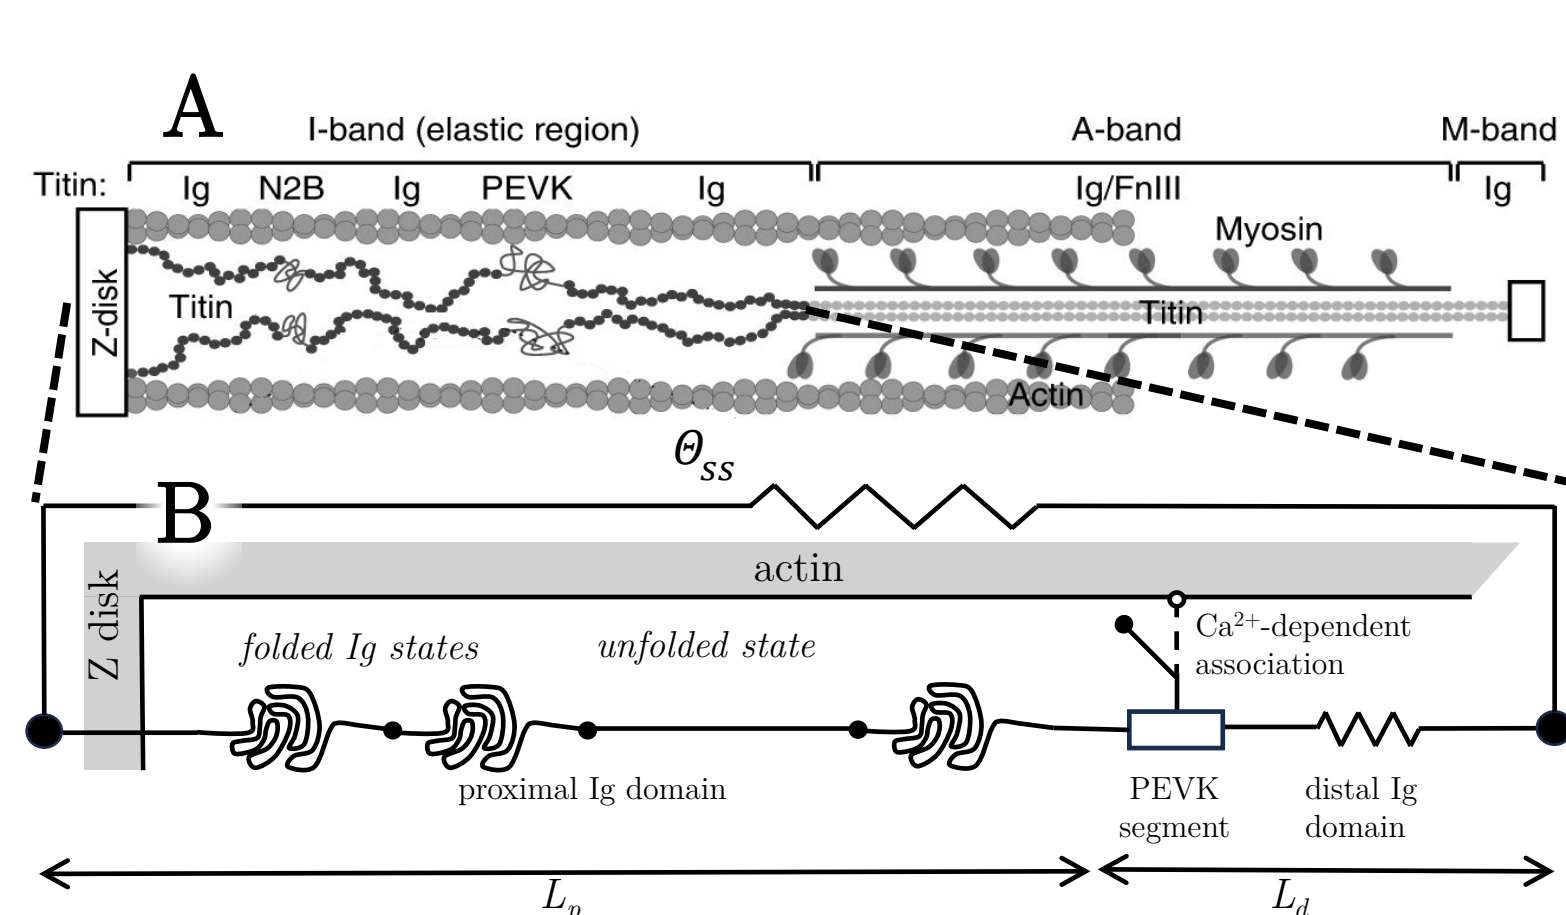 A
I-band (elastic region) A-band M-band
Titin: Ig N2B Ig PEVK Ig Ig/FnIII Ig
Myosin
Z-disk
Titin
Titin
Actin
Θss
B
actin
Z disk
folded Ig states unfolded state
Ca2+-dependent
association
proximal Ig domain
PEVK
segment
distal Ig
domain
Lp Ld